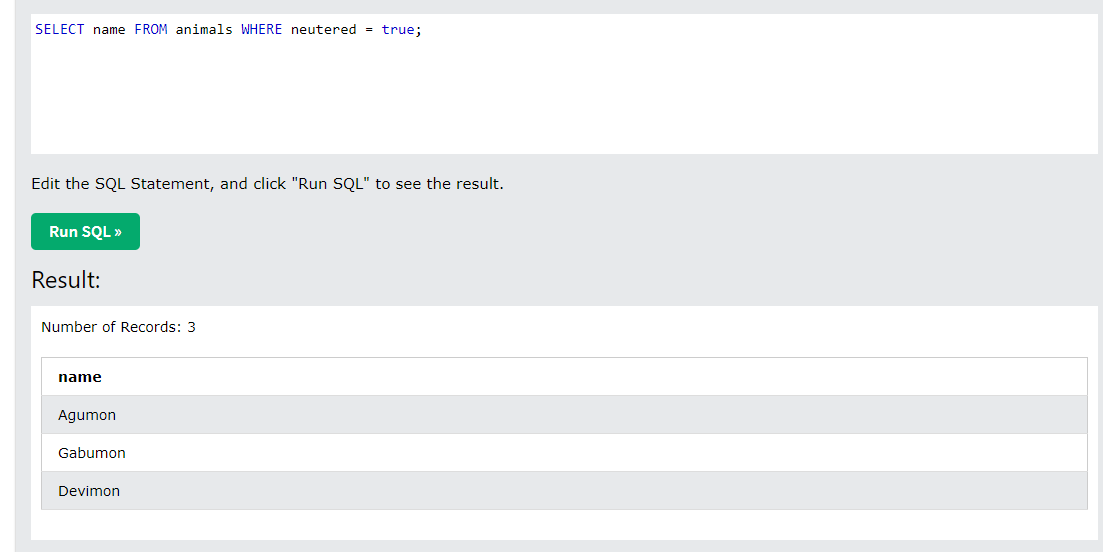 SELECT name FROM animals WHERE neutered = true;
Edit the SQL Statement, and click "Run SQL" to see the result.
Run SQL »
Result:
Number of Records: 3
name
Agumon
Gabumon
Devimon